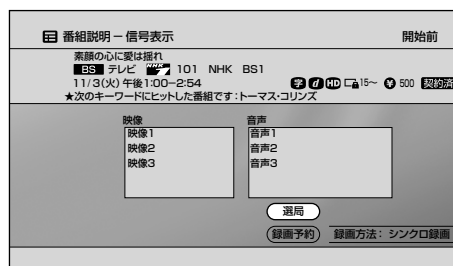 番組説明－信号表示 開始前
素顔の心に愛は揺れ
BS テレビ NHK 101 NHK BS1
11/3(火)午後1:00－2:54 字 d HD 15～ 500 契約済
★次のキーワードにヒットした番組です：トーマス・コリンズ
映像 音声
映像1 音声1
映像2 音声2
映像3 音声3
選局
録画予約 録画方法：シンクロ録画